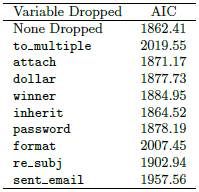 Variable Dropped AIC
None Dropped 1862.41
to_multiple 2019.55
attach 1871.17
dollar 1877.73
winner 1884.95
inherit 1864.52
password 1878.19
format 2007.45
re_subj 1902.94
sent_email 1957.56